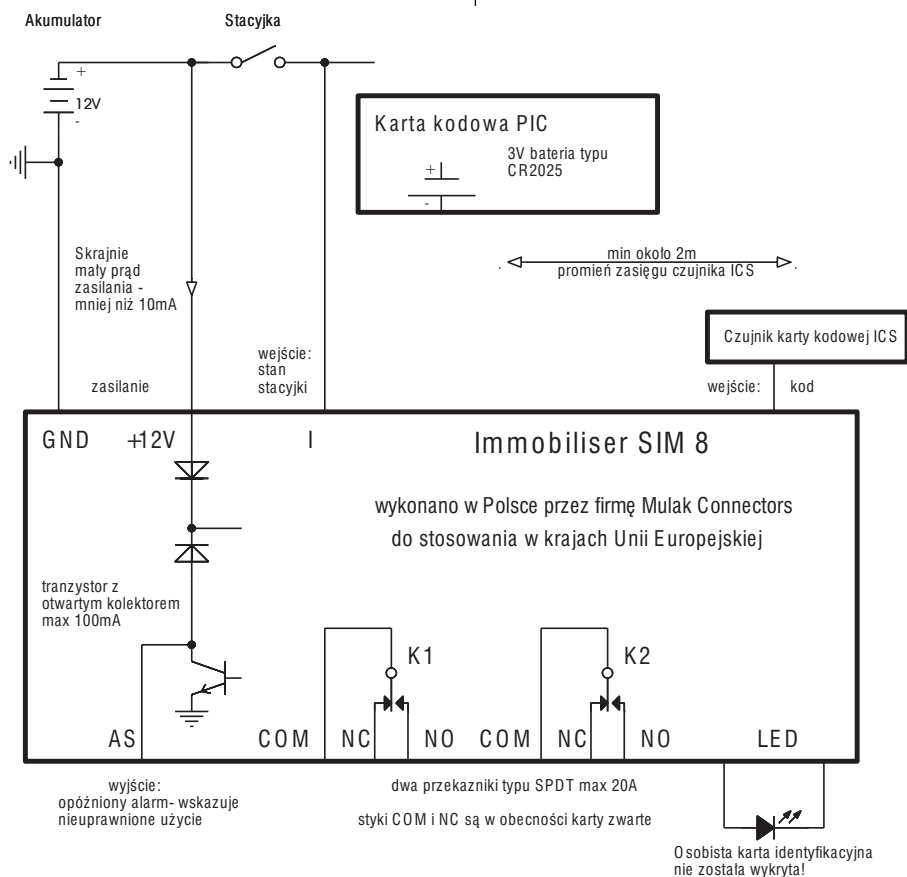 Akumulator
Stacyjka
+
12V
-
Karta kodowa PIC
3V bateria typu
CR2025
+
-
Skrajnie
mały prąd
zasilania -
mniej niż 10mA
min około 2m
promień zasięgu czujnika ICS
Czujnik karty kodowej ICS
wejście:
stan
stacyjki
zasilanie
wejście:
kod
GND
+12V
I
Immobiliser SIM 8
wykonano w Polsce przez firmę Mulak Connectors
do stosowania w krajach Unii Europejskiej
tranzystor z
otwartym kolektorem
max 100mA
K1
K2
AS
COM
NC
NO
COM
NC
NO
LED
wyjście:
opóźniony alarm- wskazuje
nieuprawnione użycie
dwa przekazniki typu SPDT max 20A
styki COM i NC są w obecności karty zwarte
Osobista karta identyfikacyjna
nie została wykryta!